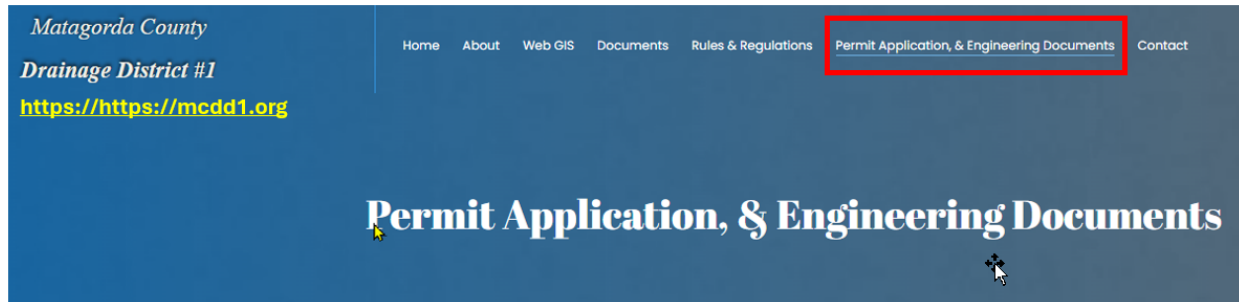 Matagorda County
Drainage District #1
https://https://mcdd1.org
Home About Web GIS Documents Rules & Regulations Permit Application, & Engineering Documents Contact
Permit Application, & Engineering Documents